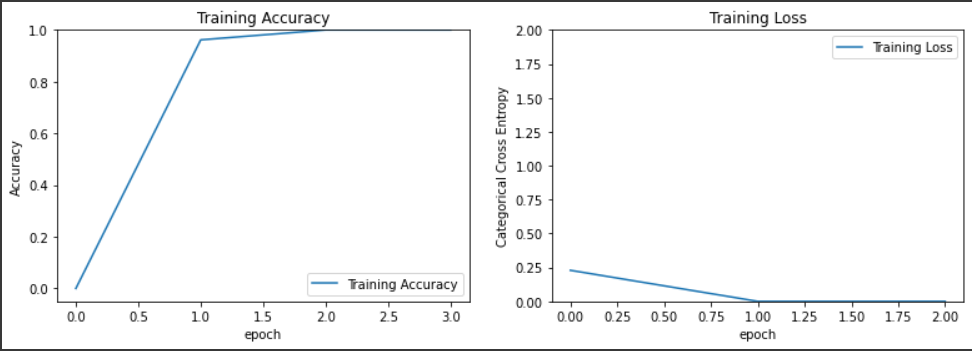 Training Accuracy
1.0
0.8
0.6
0.4
0.2
0.0
Accuracy
Training Accuracy
0.0 0.5 1.0 1.5 2.0 2.5 3.0
epoch
Training Loss
2.00
1.75
1.50
1.25
1.00
0.75
0.50
0.25
0.00
Categorical Cross Entropy
Training Loss
0.00 0.25 0.50 0.75 1.00 1.25 1.50 1.75 2.00
epoch